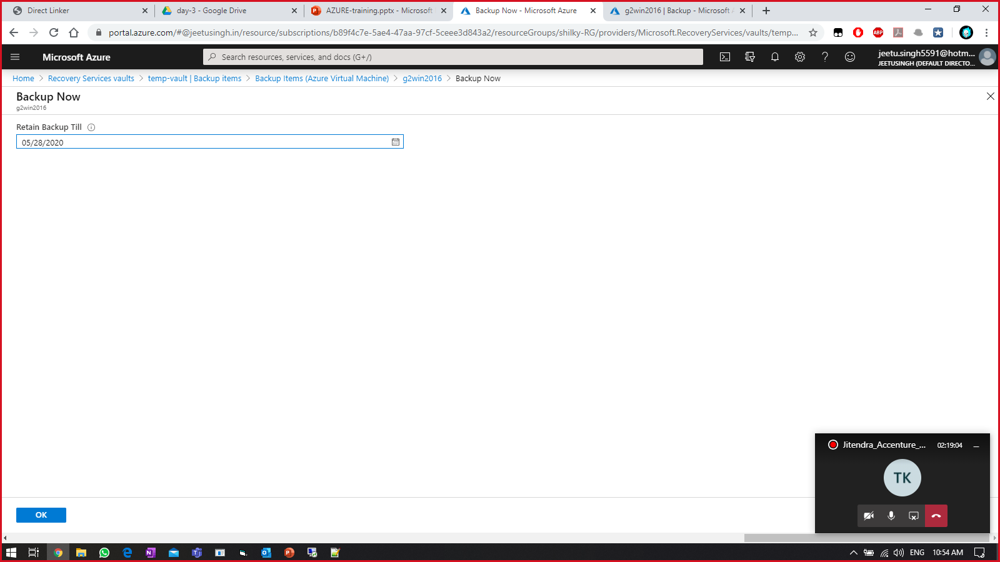 Direct Linker
day-3 - Google Drive
AZURE-training.pptx - Microsoft
Backup Now - Microsoft Azure
g2win2016 | Backup - Microsoft
portal.azure.com/#@jeetusingh.in/resource/subscriptions/b89f4c7e-5ae4-47aa-97cf-5ceee3d843a2/resourceGroups/shilky-RG/providers/Microsoft.RecoveryServices/vaults/temp...
ABP
Microsoft Azure
Search resources, services, and docs (G+/)
jeetu.singh5591@hotm...
JEETUSINGH (DEFAULT DIRECTO...
Home > Recovery Services vaults > temp-vault | Backup items > Backup Items (Azure Virtual Machine) > g2win2016 > Backup Now
Backup Now
g2win2016
Retain Backup Till
05/28/2020
Jitendra_Accenture_... 02:19:04
TK
OK
ENG 10:54 AM